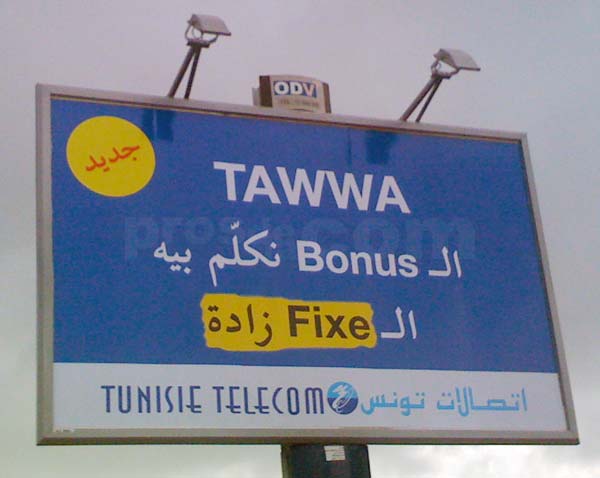 ODV
جديد
TAWWA
الـ Bonus نكلّم بيه
الـ Fixe زادة
TUNISIE TELECOM اتصالات تونس